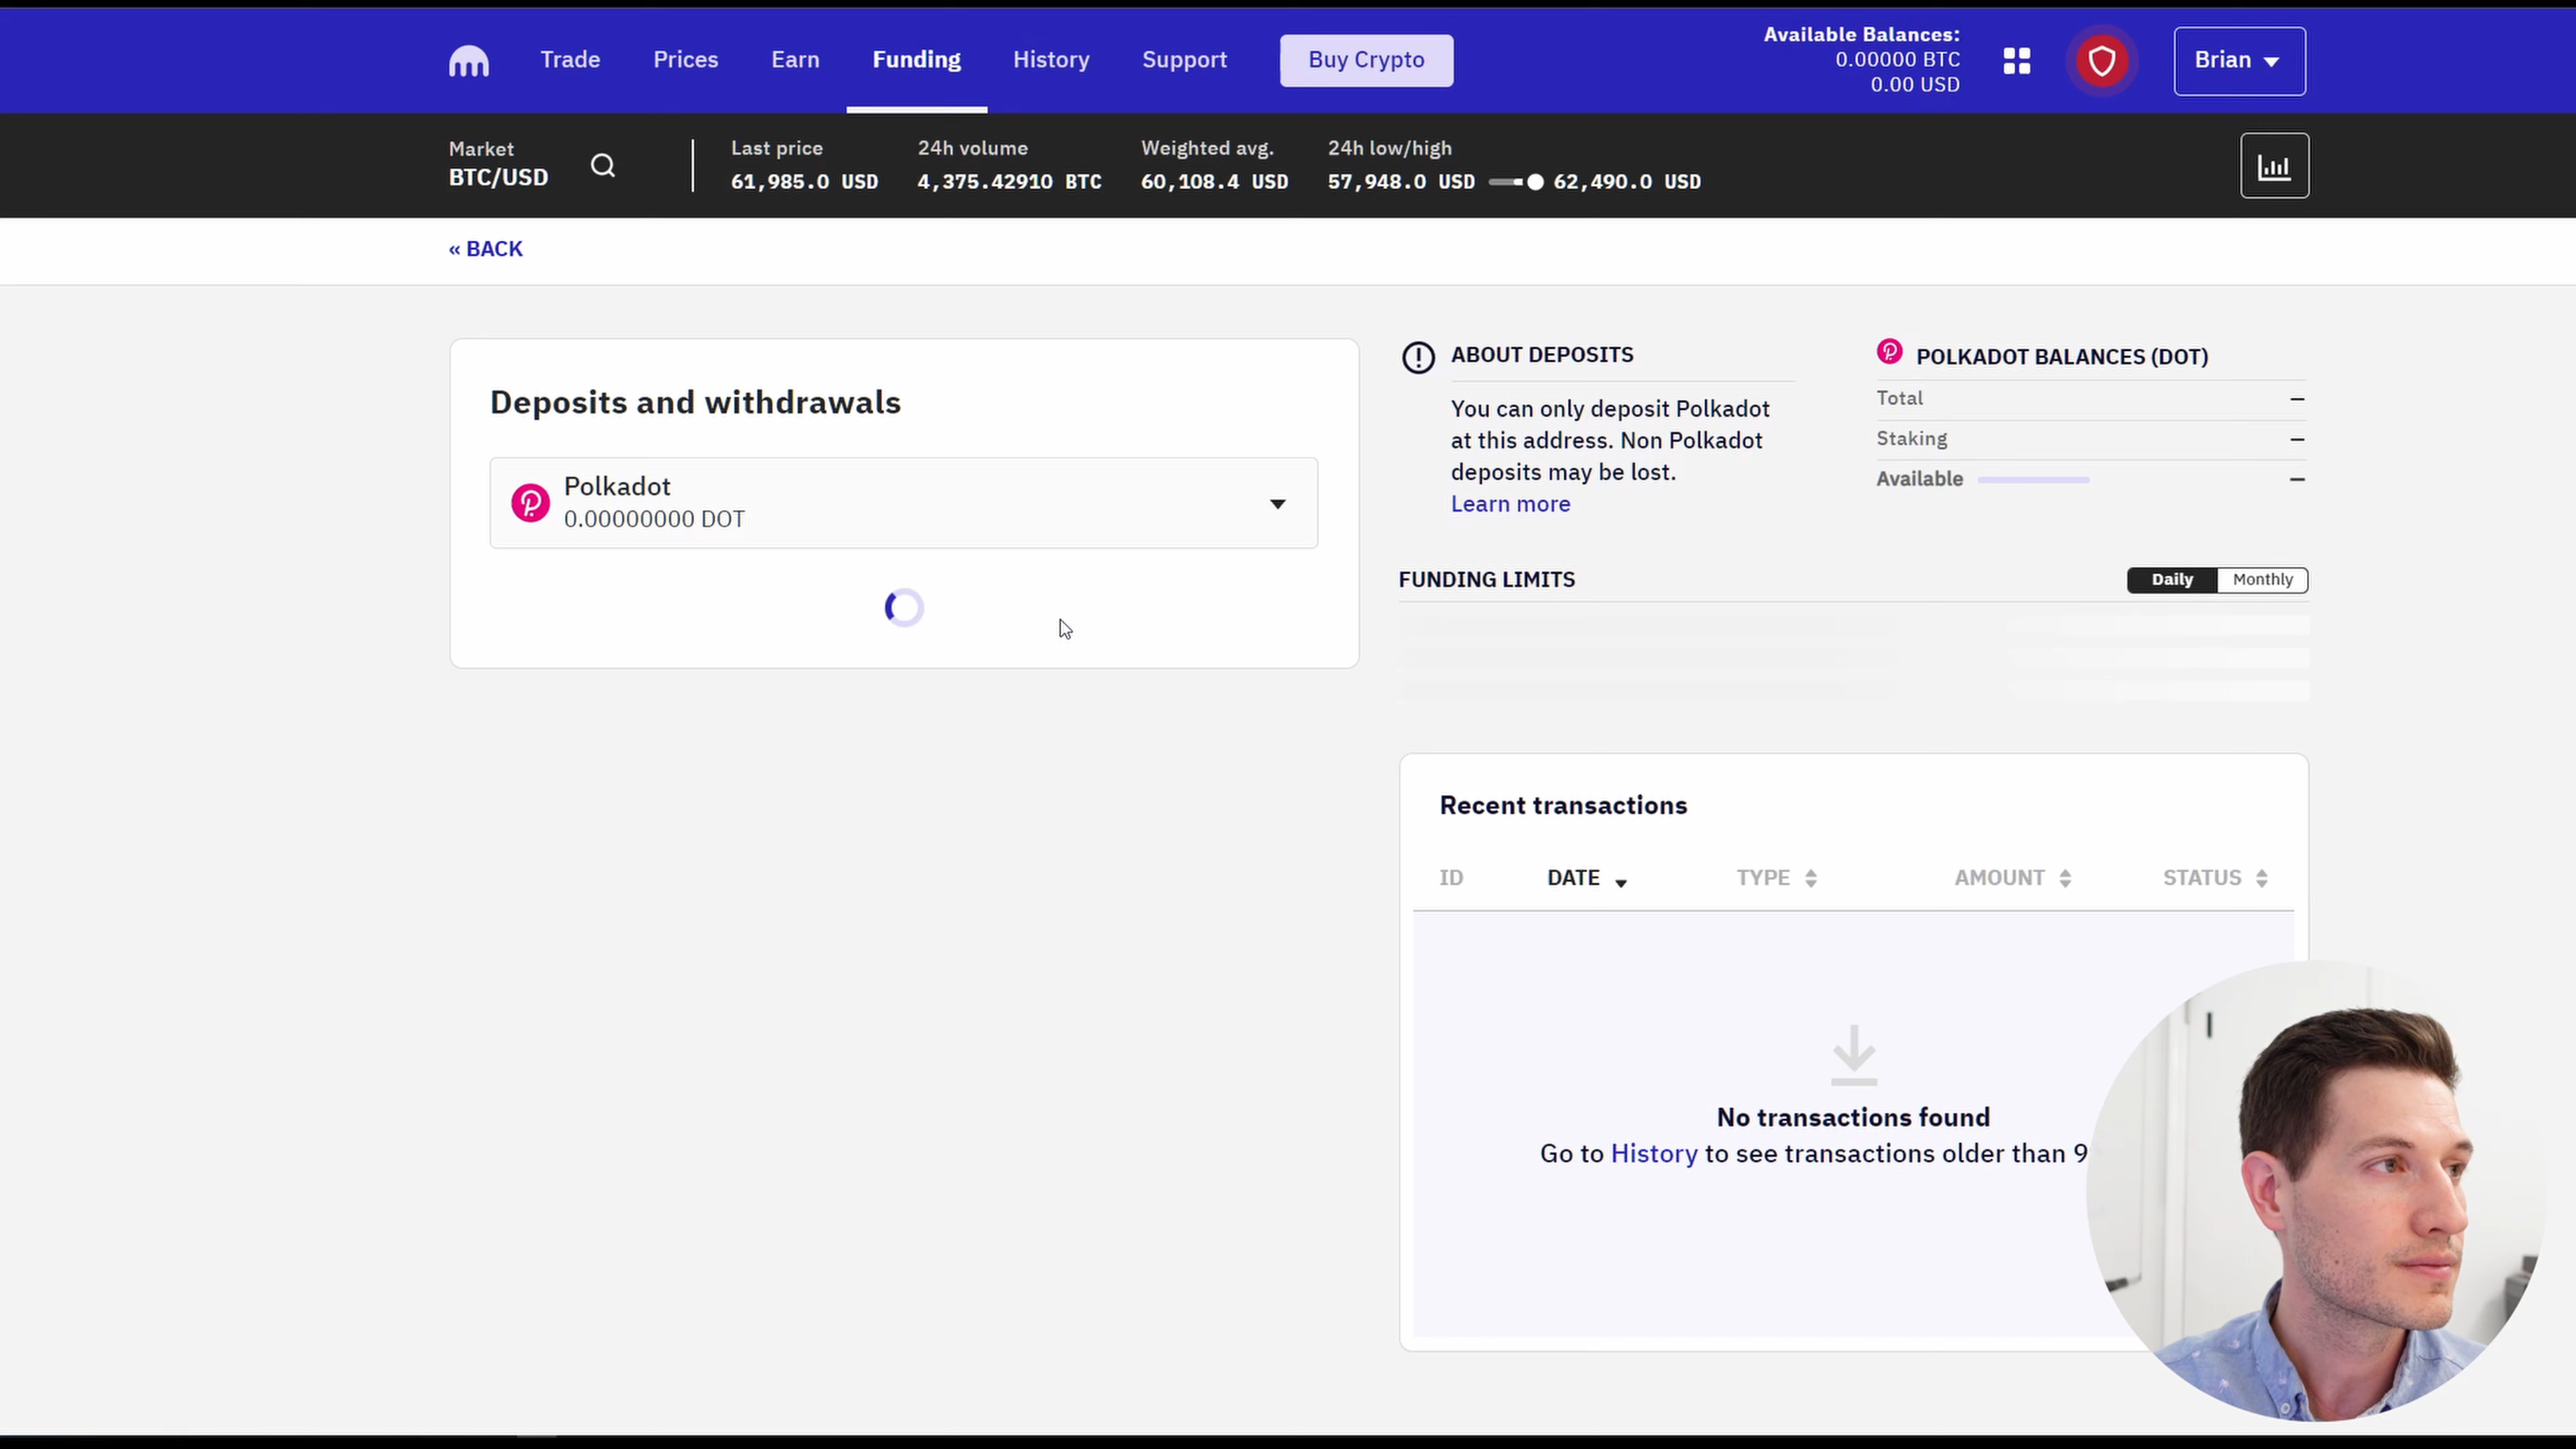 Trade
Prices
Earn
Funding
History
Support
Buy Crypto
Available Balances:
0.00000 BTC
0.00 USD
Brian
Market
BTC/USD
Last price
61,985.0 USD
24h volume
4,375.42910 BTC
Weighted avg.
60,108.4 USD
24h low/high
57,948.0 USD
62,490.0 USD
« BACK
Deposits and withdrawals
Polkadot
0.00000000 DOT
ABOUT DEPOSITS
You can only deposit Polkadot
at this address. Non Polkadot
deposits may be lost.
Learn more
POLKADOT BALANCES (DOT)
Total –
Staking –
Available –
FUNDING LIMITS
Daily
Monthly
Recent transactions
ID DATE TYPE AMOUNT STATUS
No transactions found
Go to History to see transactions older than 9